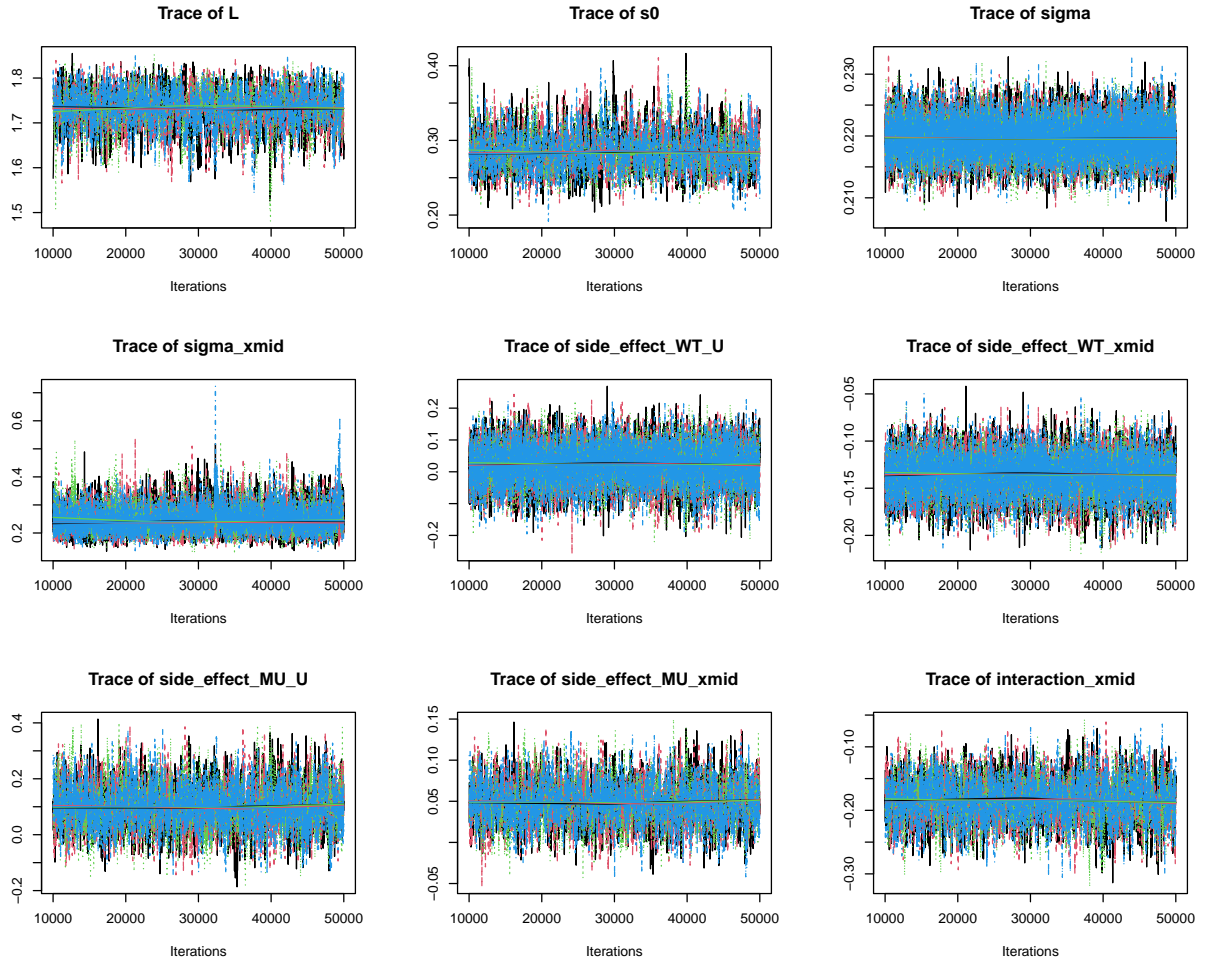 Trace of L
1.5 1.6 1.7 1.8
10000 20000 30000 40000 50000
Iterations
Trace of s0
0.20 0.30 0.40
10000 20000 30000 40000 50000
Iterations
Trace of sigma
0.210 0.220 0.230
10000 20000 30000 40000 50000
Iterations
Trace of sigma_xmid
0.2 0.4 0.6
10000 20000 30000 40000 50000
Iterations
Trace of side_effect_WT_U
−0.2 0.0 0.1 0.2
10000 20000 30000 40000 50000
Iterations
Trace of side_effect_WT_xmid
−0.20 −0.15 −0.10 −0.05
10000 20000 30000 40000 50000
Iterations
Trace of side_effect_MU_U
−0.2 0.0 0.2 0.4
10000 20000 30000 40000 50000
Iterations
Trace of side_effect_MU_xmid
−0.05 0.05 0.15
10000 20000 30000 40000 50000
Iterations
Trace of interaction_xmid
−0.30 −0.20 −0.10
10000 20000 30000 40000 50000
Iterations